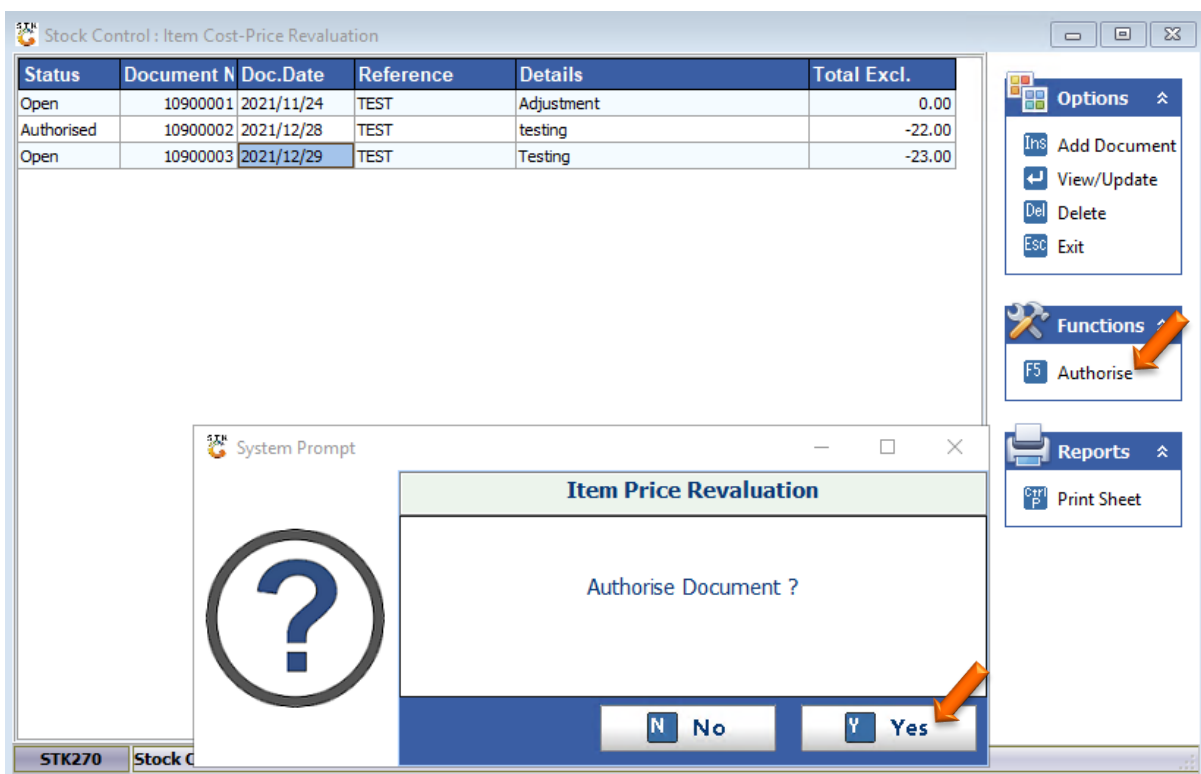 Stock Control : Item Cost-Price Revaluation
Status Document N Doc.Date Reference Details Total Excl.
Open 10900001 2021/11/24 TEST Adjustment 0.00
Authorised 10900002 2021/12/28 TEST testing -22.00
Open 10900003 2021/12/29 TEST Testing -23.00
Options
Ins Add Document
View/Update
Del Delete
Esc Exit
Functions
F5 Authorise
Reports
Ctrl P Print Sheet
STK System Prompt
Item Price Revaluation
Authorise Document ?
N No
Y Yes
STK270 Stock C